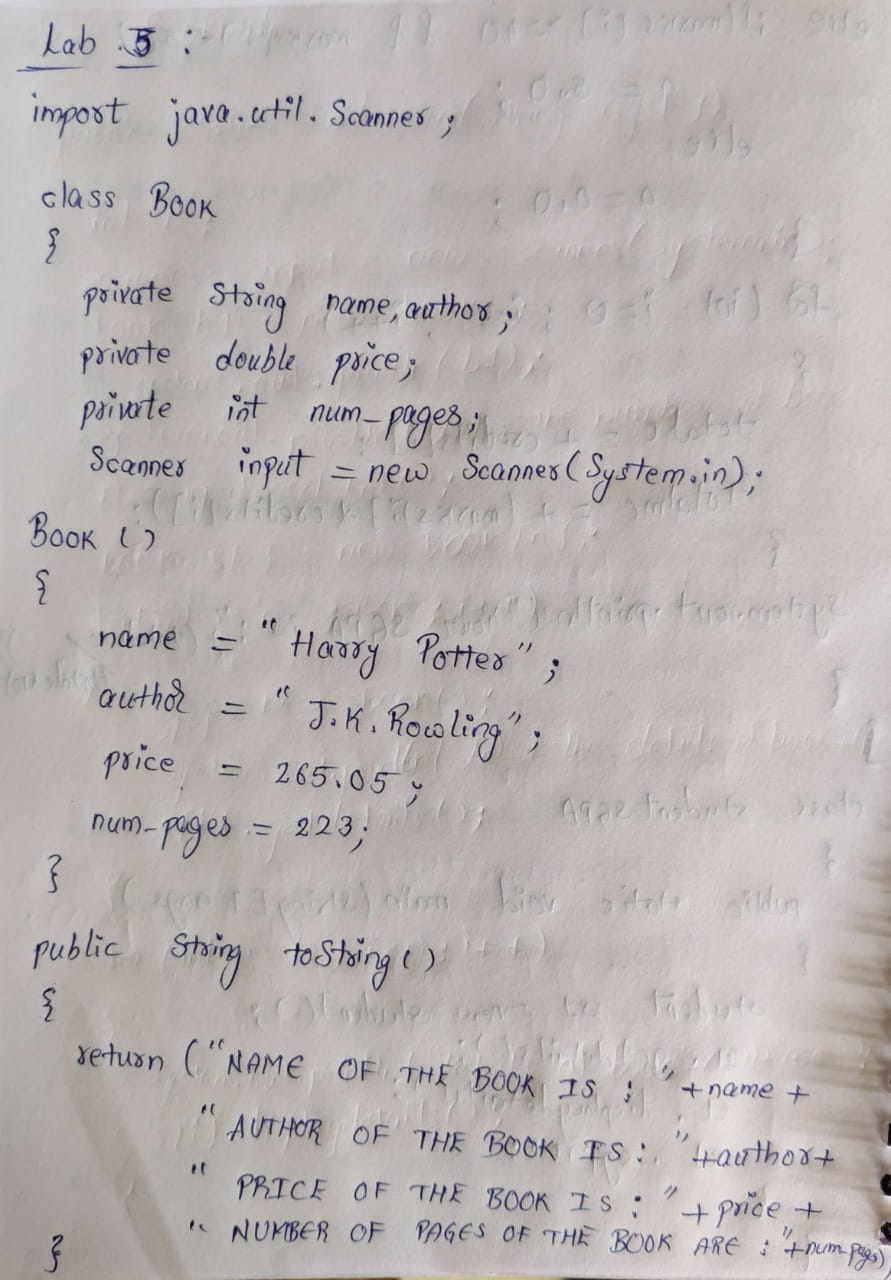 Lab 5 :
import java.util.Scanner;
class Book
{
private String name, author;
private double price;
private int num_pages;
Scanner input = new Scanner(System.in);
Book ()
{
name = "Harry Potter";
author = "J.K. Rowling";
price = 265.05;
num_pages = 223;
}
public String toString()
{
return ("NAME OF THE BOOK IS : "+name +
"AUTHOR OF THE BOOK IS: "+author+
"PRICE OF THE BOOK IS : "+price +
"NUMBER OF PAGES OF THE BOOK ARE : "+num_pages)
}